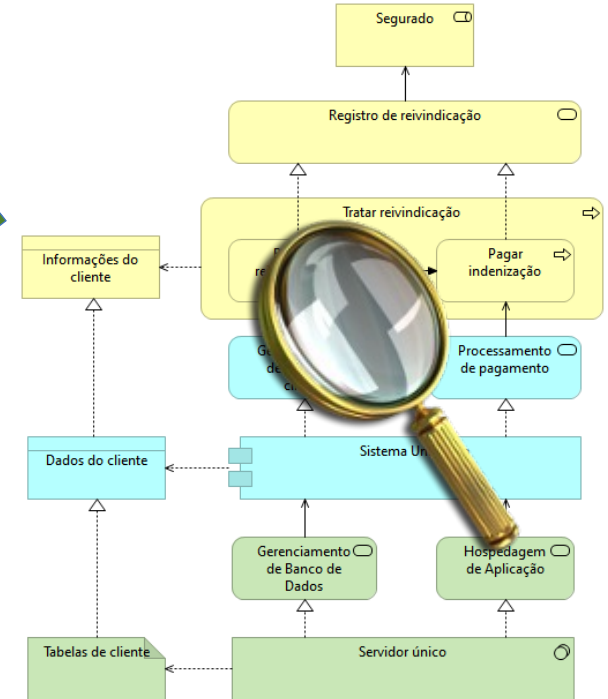 Segurado
Registro de reivindicação
Tratar reivindicação
Informações do
cliente
Pagar
indenização
Processamento
de pagamento
Dados do cliente
Sistema
Gerenciamento
de Banco de
Dados
Hospedagem
de Aplicação
Tabelas de cliente
Servidor único